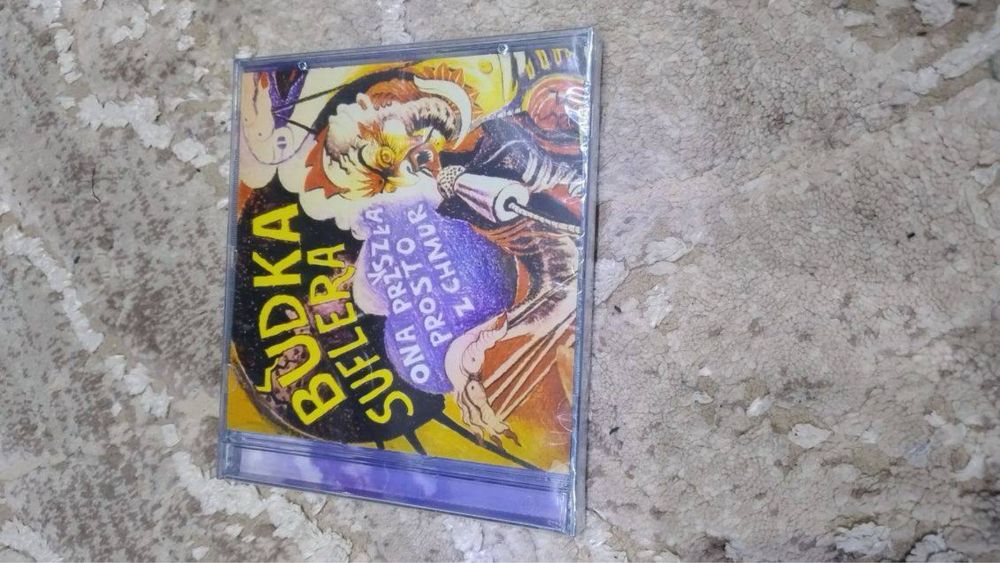 BUDKA
SUFLERA
ONA PRZYSZŁA
PROSTO
Z CHMUR